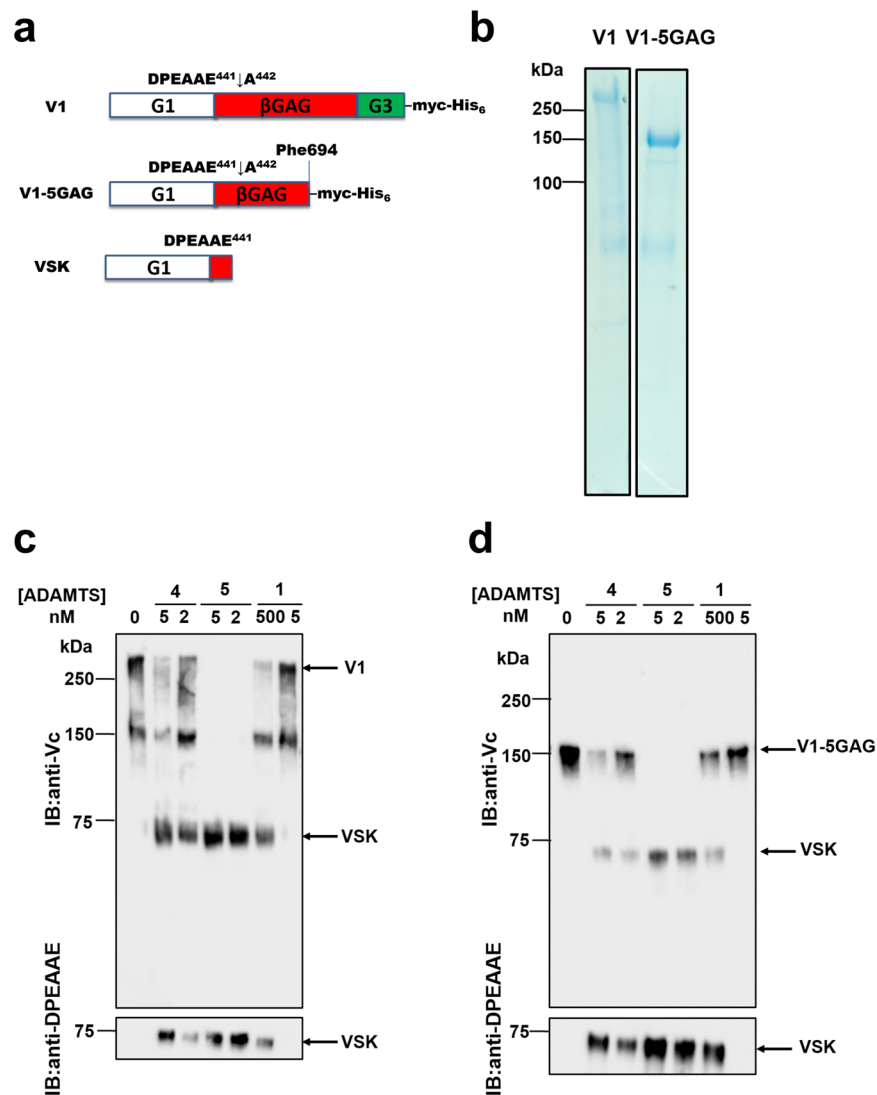 a
DPEAAE⁴⁴¹↓A⁴⁴²
V1
G1
βGAG
G3
myc-His₆
Phe694
DPEAAE⁴⁴¹↓A⁴⁴²
V1-5GAG
G1
βGAG
myc-His₆
DPEAAE⁴⁴¹
VSK
G1
b
V1 V1-5GAG
kDa
250
150
100
c
[ADAMTS] 4 5 1
nM 0 5 2 5 2 500 5
kDa
250
150
75
IB:anti-Vc
V1
VSK
IB:anti-DPEAAE
75
VSK
d
[ADAMTS] 4 5 1
nM 0 5 2 5 2 500 5
kDa
250
150
75
IB:anti-Vc
V1-5GAG
VSK
IB:anti-DPEAAE
75
VSK